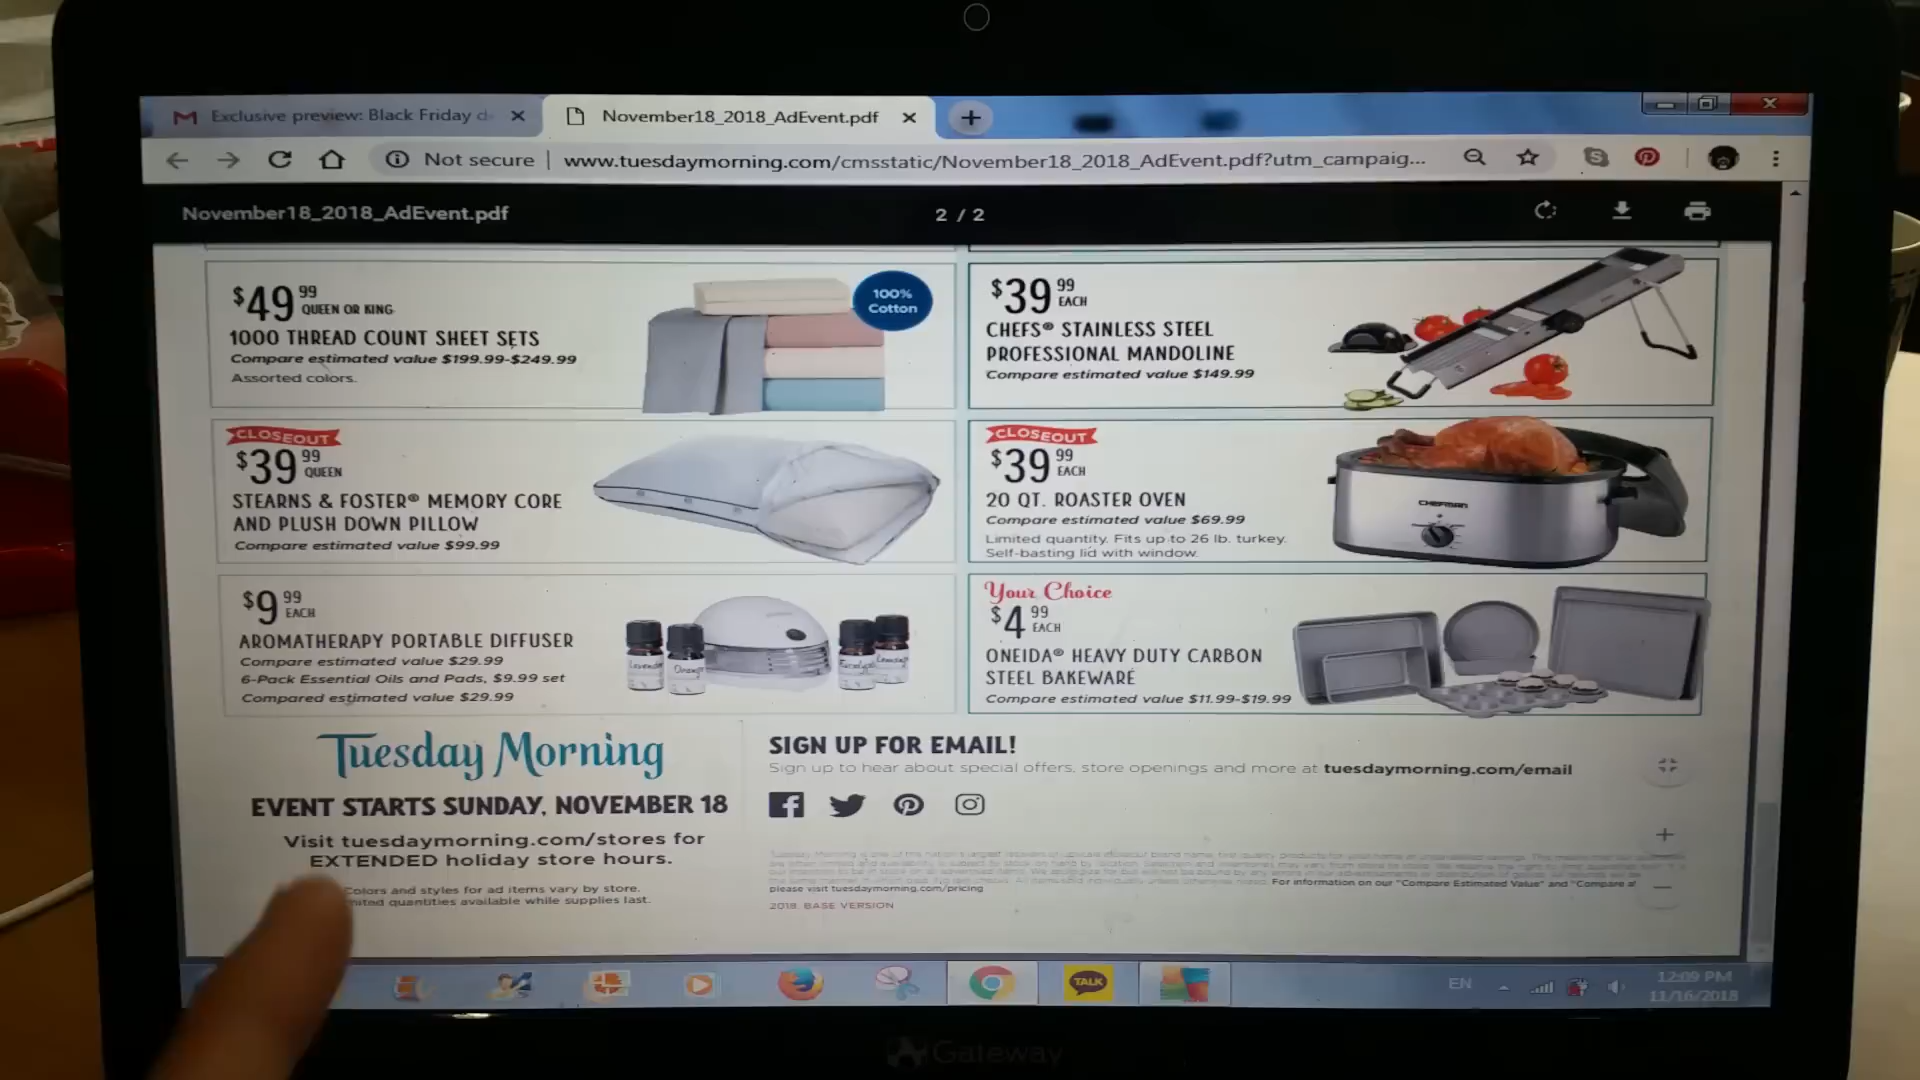 Exclusive preview: Black Friday d
November18_2018_AdEvent.pdf
Not secure
www.tuesdaymorning.com/cmsstatic/November18_2018_AdEvent.pdf?utm_campaig...
November18_2018_AdEvent.pdf
2 / 2
$49 99
QUEEN OR KING
1000 THREAD COUNT SHEET SETS
Compare estimated value $199.99-$249.99
Assorted colors.
100%
Cotton
$39 99
EACH
CHEFS® STAINLESS STEEL
PROFESSIONAL MANDOLINE
Compare estimated value $149.99
CLOSEOUT
$39 99
QUEEN
STEARNS & FOSTER® MEMORY CORE
AND PLUSH DOWN PILLOW
Compare estimated value $99.99
CLOSEOUT
$39 99
EACH
20 QT. ROASTER OVEN
Compare estimated value $69.99
Limited quantity. Fits up to 26 lb. turkey.
Self-basting lid with window.
CHEFMAN
$9 99
EACH
AROMATHERAPY PORTABLE DIFFUSER
Compare estimated value $29.99
6-Pack Essential Oils and Pads, $9.99 set
Compared estimated value $29.99
Your Choice
$4 99
EACH
ONEIDA® HEAVY DUTY CARBON
STEEL BAKEWARE
Compare estimated value $11.99-$19.99
Tuesday Morning
EVENT STARTS SUNDAY, NOVEMBER 18
Visit tuesdaymorning.com/stores for
EXTENDED holiday store hours.
Colors and styles for ad items vary by store.
quantities available while supplies last.
SIGN UP FOR EMAIL!
Sign up to hear about special offers, store openings and more at tuesdaymorning.com/email
For information on our "Compare Estimated Value" and "Compare
please visit tuesdaymorning.com/pricing
2018 BASE VERSION
TALK
EN
12:09 PM
11/16/2018
Gateway